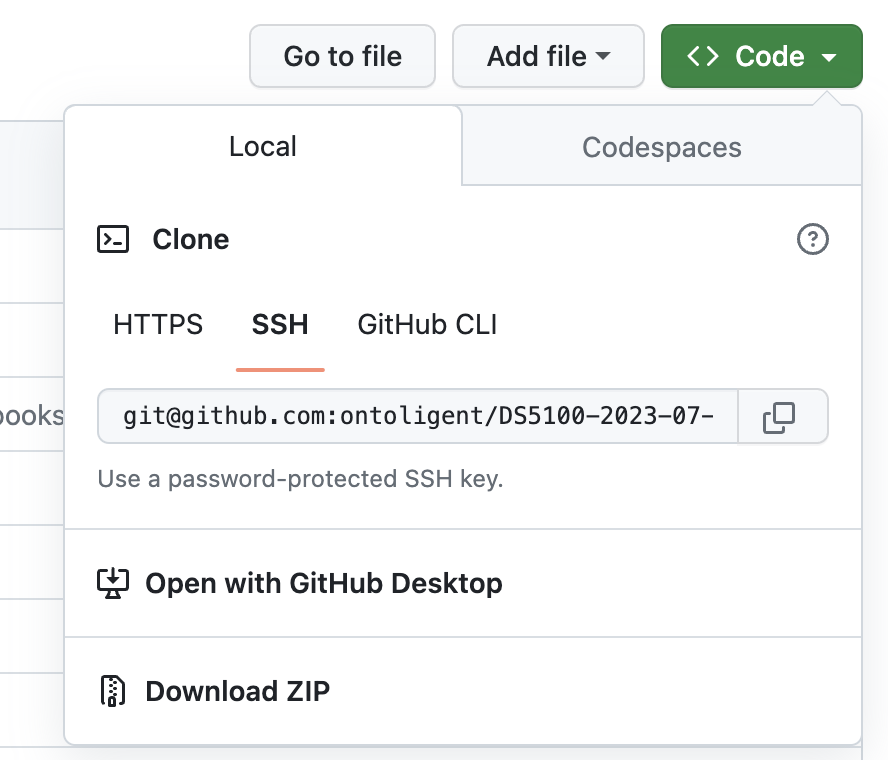 Go to file Add file Code
Local Codespaces
Clone
HTTPS SSH GitHub CLI
git@github.com:ontoligent/DS5100-2023-07-
Use a password-protected SSH key.
Open with GitHub Desktop
Download ZIP